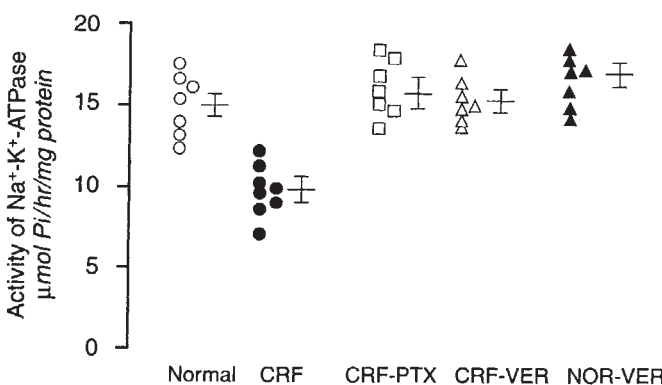 Activity of Na⁺-K⁺-ATPase
µmol Pi/hr/mg protein
20
15
10
5
0
Normal CRF CRF-PTX CRF-VER NOR-VER